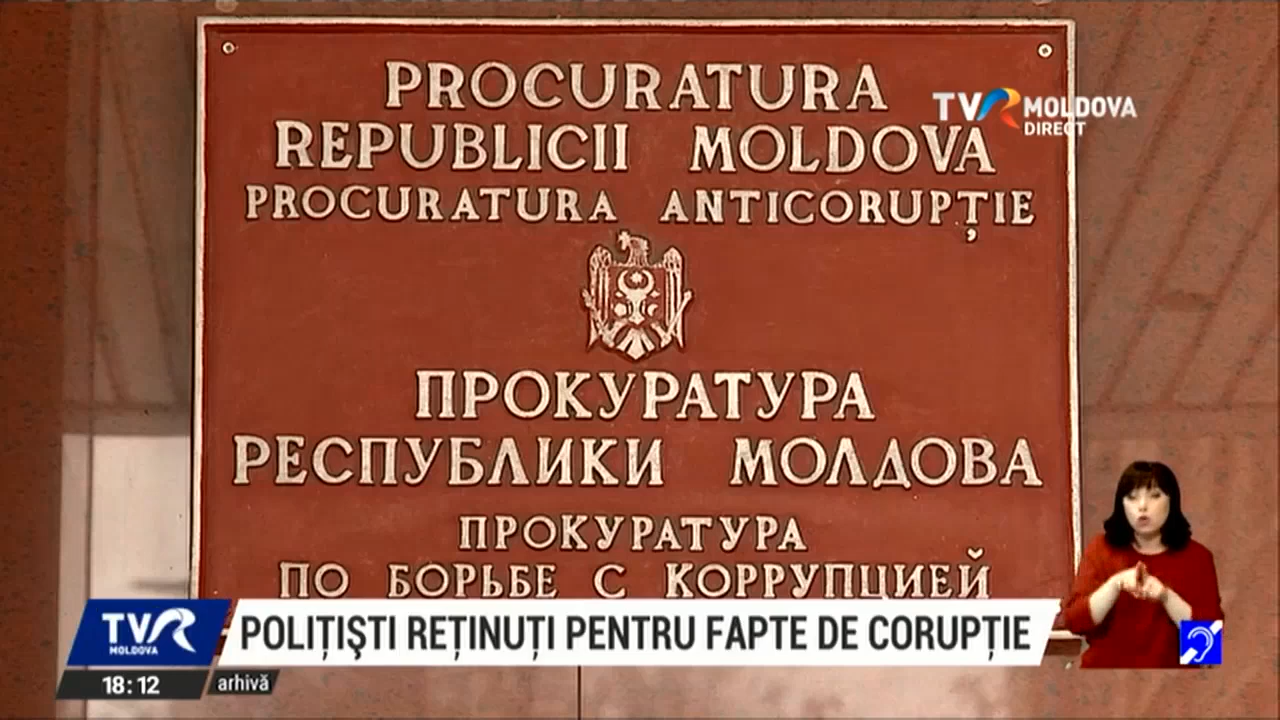 PROCURATURA
REPUBLICII MOLDOVA
PROCURATURA ANTICORUPȚIE
TVR MOLDOVA
DIRECT
ПРОКУРАТУРА
РЕСПУБЛИКИ МОЛДОВА
ПРОКУРАТУРА
ПО БОРЬБЕ С КОРРУПЦИЕЙ
TVR
MOLDOVA
POLIȚIŞTI REȚINUȚI PENTRU FAPTE DE CORUPȚIE
18:12
arhivă